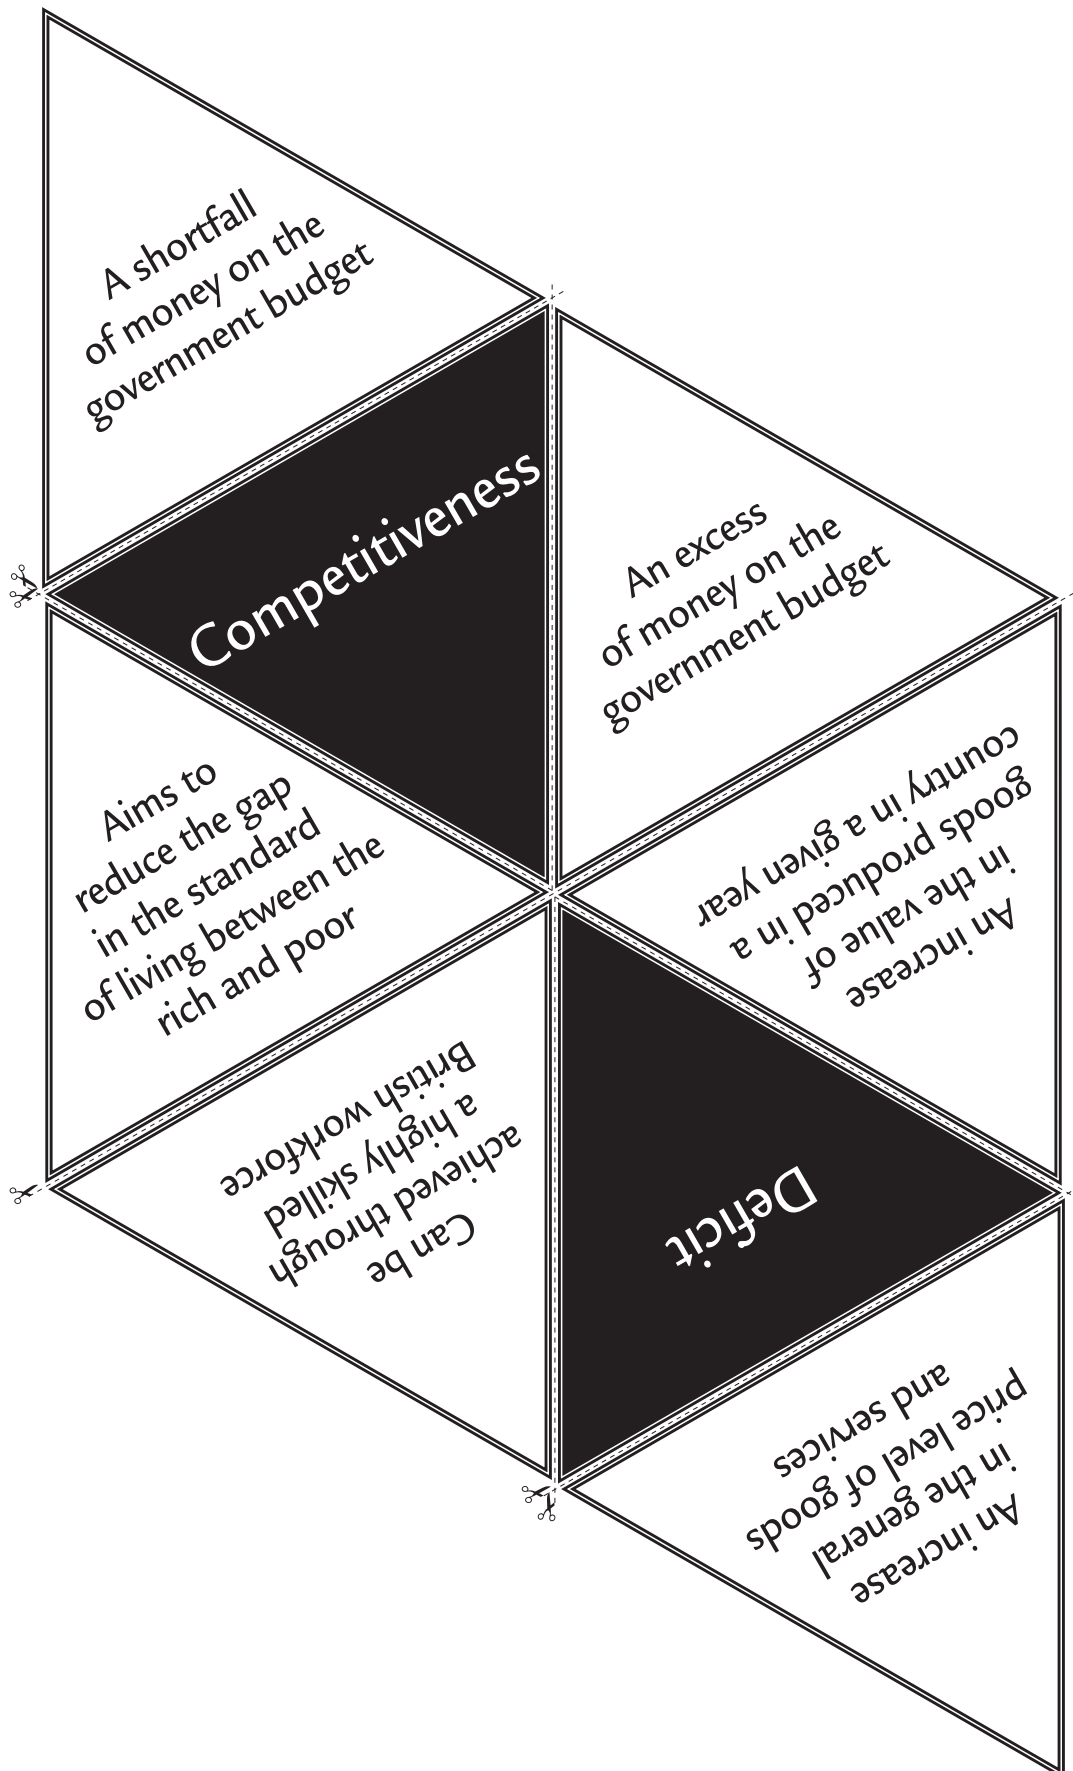 A shortfall
of money on the
government budget
Competitiveness
An excess
of money on the
government budget
Aims to
reduce the gap
in the standard
of living between the
rich and poor
An increase
in the value of
goods produced in a
country in a given year
Can be
achieved through
a highly skilled
British workforce
Deficit
An increase
in the general
price level of goods
and services